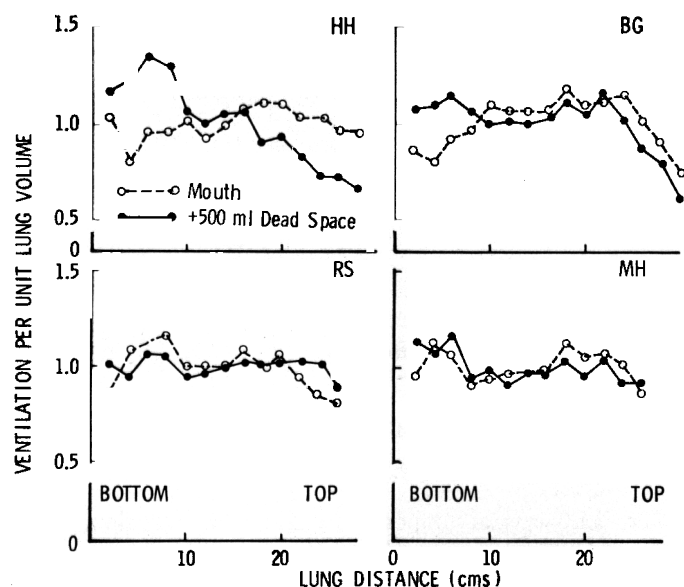 1.5
HH
BG
1.0
Mouth
+500 ml Dead Space
0.5
0
1.5
RS
MH
1.0
0.5
BOTTOM
TOP
BOTTOM
TOP
0
10
20
0
10
20
LUNG DISTANCE (cms)
VENTILATION PER UNIT LUNG VOLUME